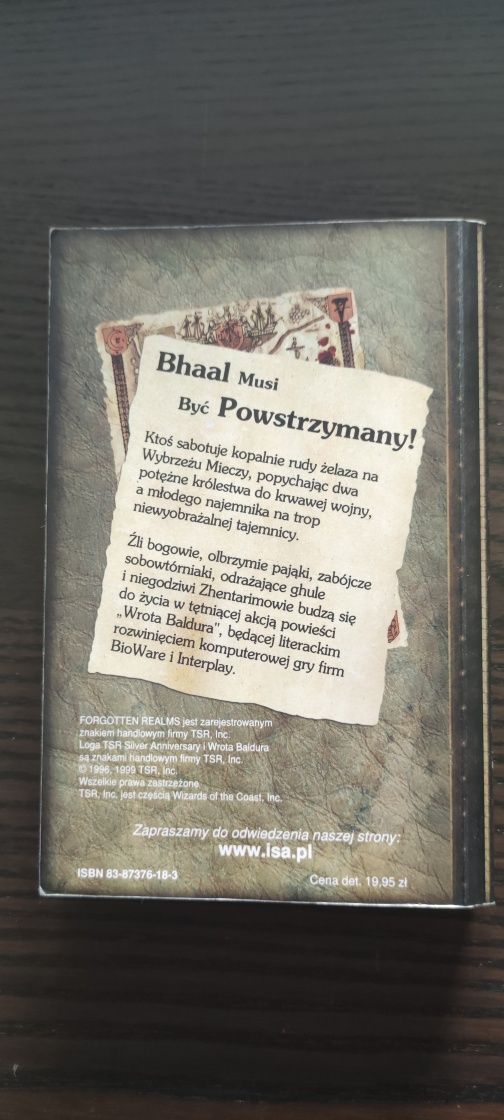 Bhaal Musi
Być Powstrzymany!
Ktoś sabotuje kopalnie rudy żelaza na
Wybrzeżu Mieczy, popychając dwa
potężne królestwa do krwawej wojny,
a młodego najemnika na trop
niewyobrażalnej tajemnicy.
Źli bogowie, olbrzymie pająki, zabójcze
sobowtórniaki, odrażające ghule
i niegodziwi Zhentarimowie budzą się
do życia w tętniącej akcją powieści
„Wrota Baldura", będącej literackim
rozwinięciem komputerowej gry firm
BioWare i Interplay.
FORGOTTEN REALMS jest zarejestrowanym
znakiem handlowym firmy TSR, Inc.
Loga TSR Silver Anniversary i Wrota Baldura
są znakami handlowymi firmy TSR, Inc.
© 1996, 1999 TSR, Inc.
Wszelkie prawa zastrzeżone
TSR, Inc. jest częścią Wizards of the Coast, Inc.
Zapraszamy do odwiedzenia naszej strony:
www.isa.pl
ISBN 83-87376-18-3
Cena det. 19,95 zł